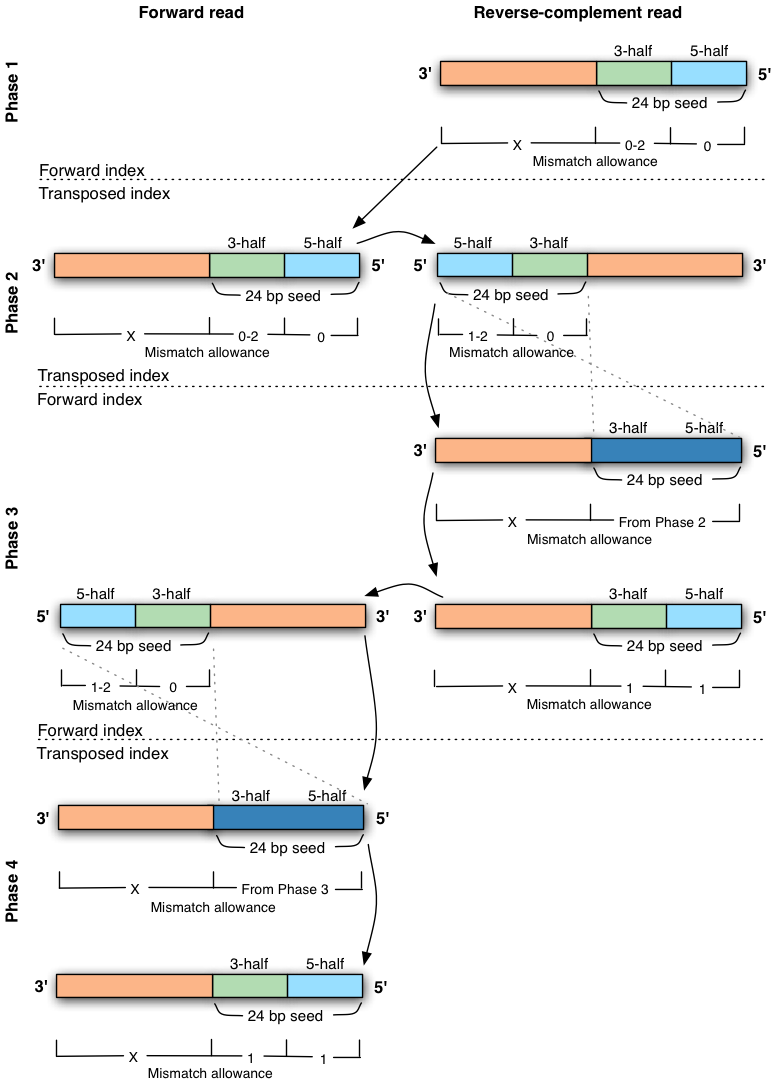 Forward read
Reverse-complement read
Phase 1
3-half 5-half
3' 5'
24 bp seed
X 0-2 0
Mismatch allowance
Forward index
Transposed index
Phase 2
3-half 5-half
3' 5'
24 bp seed
X 0-2 0
Mismatch allowance
5-half 3-half
5' 3'
24 bp seed
1-2 0
Mismatch allowance
Transposed index
Forward index
Phase 3
3-half 5-half
3' 5'
24 bp seed
X From Phase 2
Mismatch allowance
5-half 3-half
5' 3'
24 bp seed
1-2 0
Mismatch allowance
3-half 5-half
3' 5'
24 bp seed
X 1 1
Mismatch allowance
Forward index
Transposed index
Phase 4
3-half 5-half
3' 5'
24 bp seed
X From Phase 3
Mismatch allowance
3-half 5-half
3' 5'
24 bp seed
X 1 1
Mismatch allowance